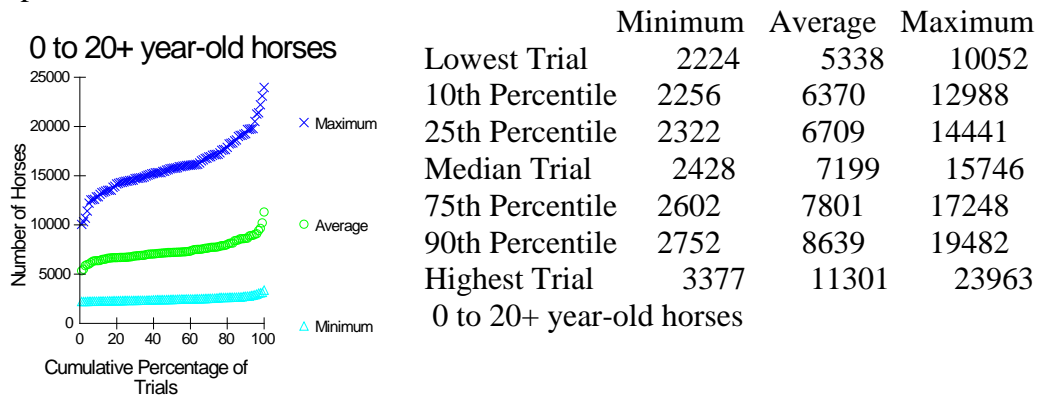 0 to 20+ year-old horses
25000
20000
15000
10000
5000
0
Number of Horses
0 20 40 60 80 100
Cumulative Percentage of
Trials
Maximum
Average
Minimum
Minimum Average Maximum
Lowest Trial 2224 5338 10052
10th Percentile 2256 6370 12988
25th Percentile 2322 6709 14441
Median Trial 2428 7199 15746
75th Percentile 2602 7801 17248
90th Percentile 2752 8639 19482
Highest Trial 3377 11301 23963
0 to 20+ year-old horses